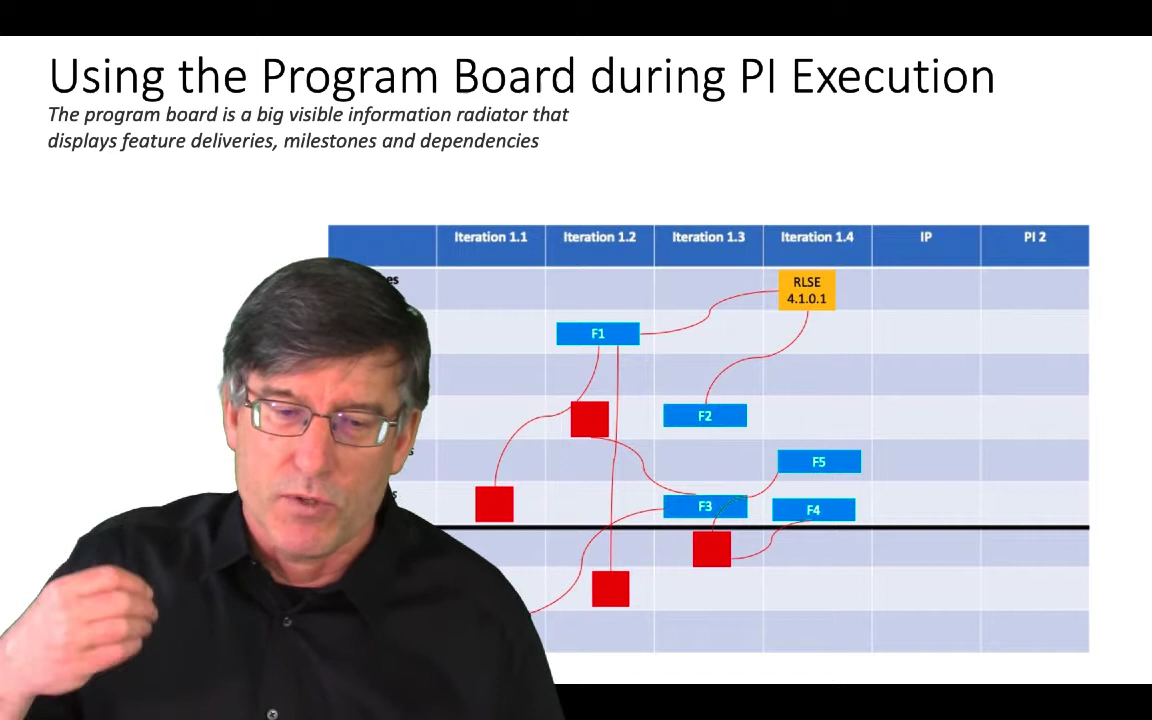 Using the Program Board during PI Execution
The program board is a big visible information radiator that
displays feature deliveries, milestones and dependencies
Iteration 1.1 Iteration 1.2 Iteration 1.3 Iteration 1.4 IP PI 2
RLSE
4.1.0.1
F1
F2
F5
F3
F4